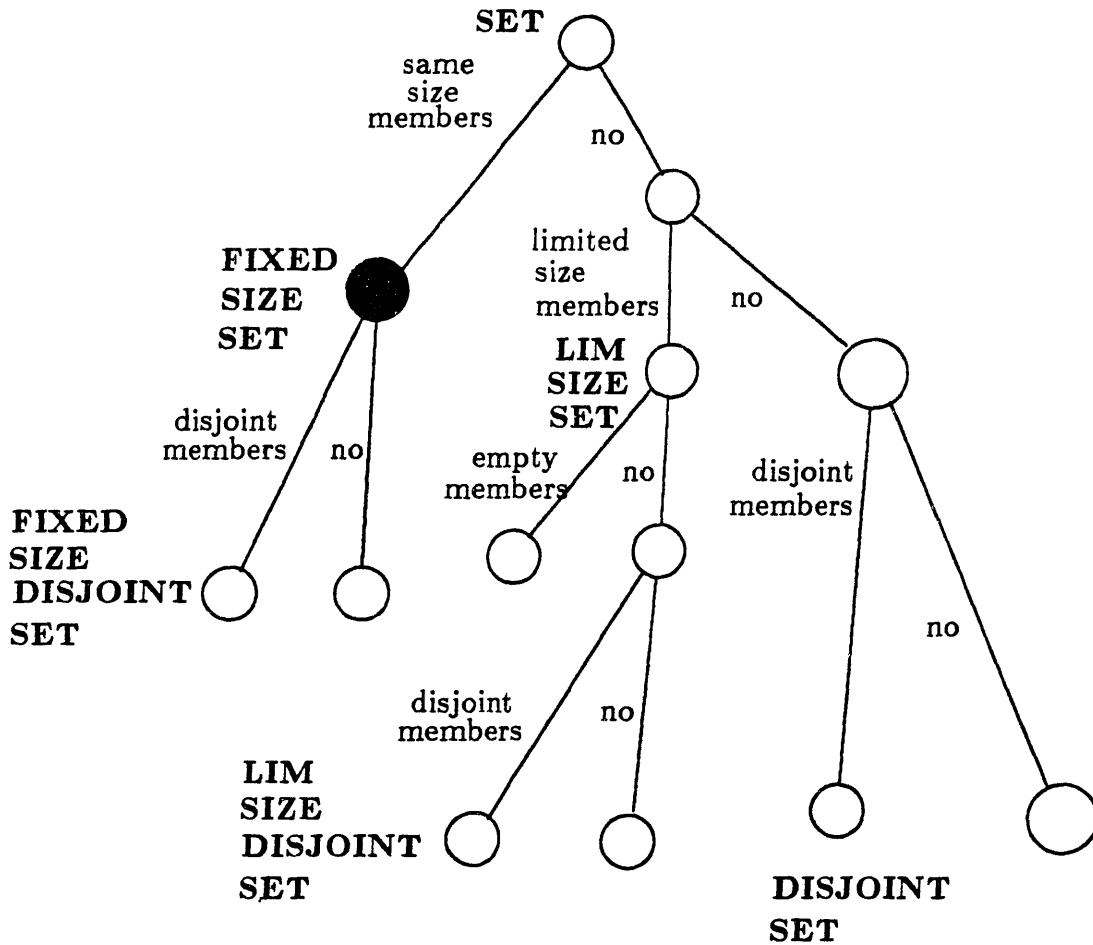 SET
same
size
members
no
FIXED
SIZE
SET
limited
size
members
no
LIM
SIZE
SET
disjoint
members
no
empty
members
no
disjoint
members
FIXED
SIZE
DISJOINT
SET
no
disjoint
members
no
LIM
SIZE
DISJOINT
SET
DISJOINT
SET